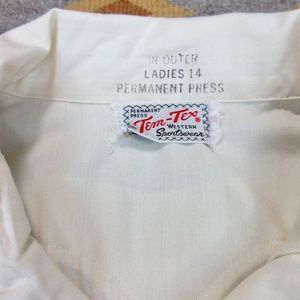 N OUTER
LADIES 14
PERMANENT PRESS
PERMANENT
PRESS
Tem-Tex®
WESTERN
Sportswear